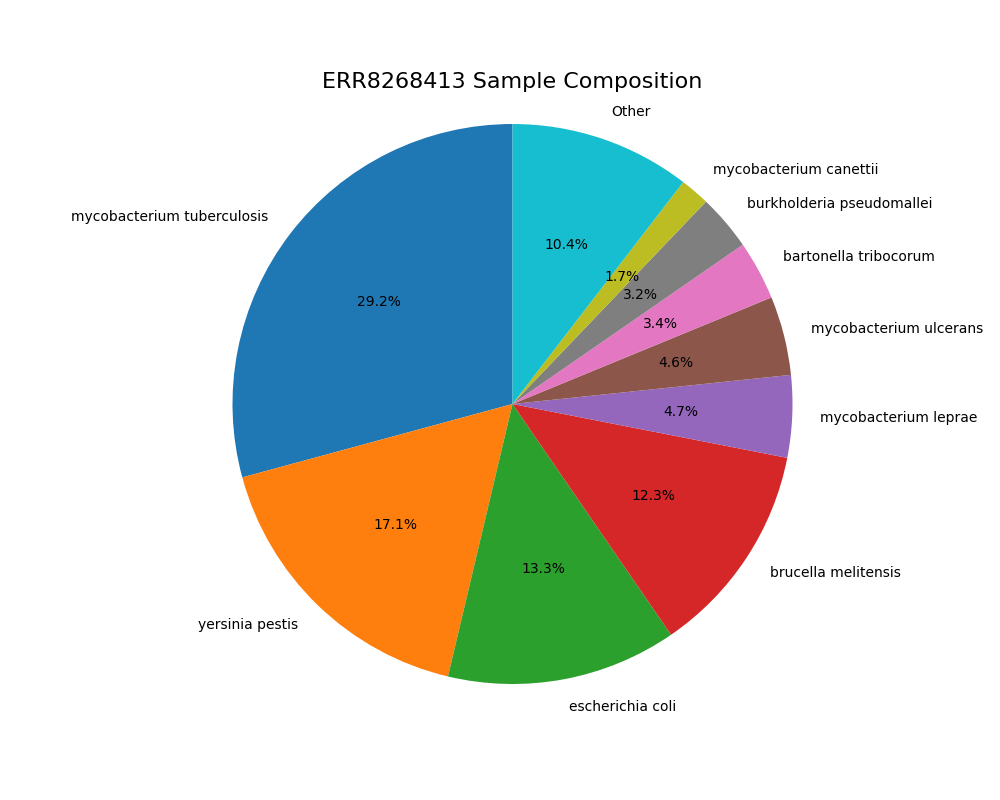 ERR8268413 Sample Composition
Other
mycobacterium canettii
burkholderia pseudomallei
mycobacterium tuberculosis
bartonella tribocorum
10.4%
1.7%
3.2%
29.2%
3.4%
mycobacterium ulcerans
4.6%
4.7%
mycobacterium leprae
12.3%
17.1%
13.3%
brucella melitensis
yersinia pestis
escherichia coli